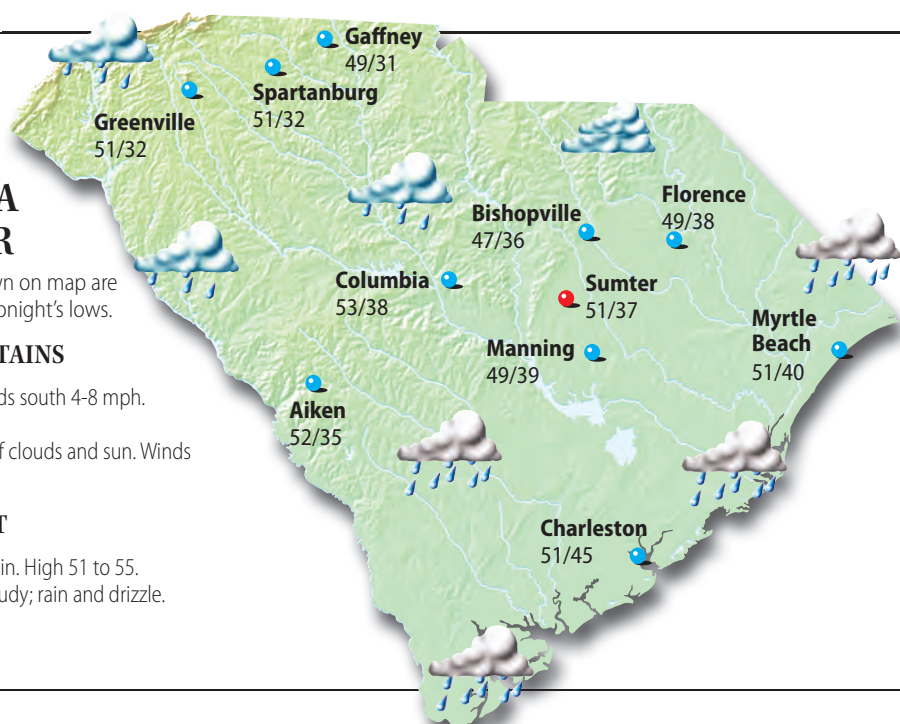 A
R
wn on map are
onight's lows.
TAINS
ds south 4-8 mph.
f clouds and sun. Winds
T
in. High 51 to 55.
udy; rain and drizzle.
Gaffney
49/31
Spartanburg
51/32
Greenville
51/32
Bishopville
47/36
Florence
49/38
Columbia
53/38
Sumter
51/37
Manning
49/39
Myrtle
Beach
51/40
Aiken
52/35
Charleston
51/45